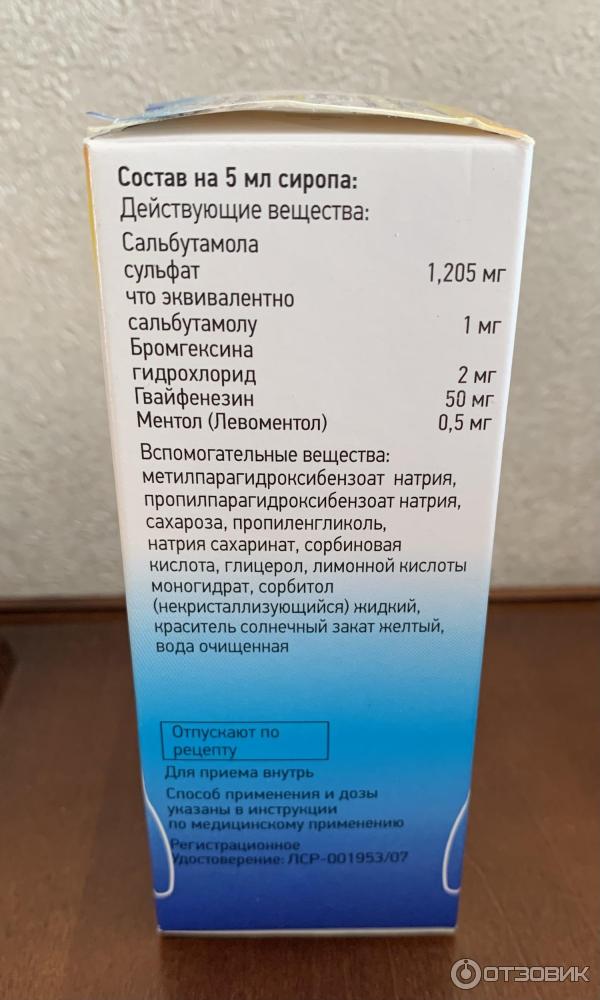 Состав на 5 мл сиропа:
Действующие вещества:
Сальбутамола
сульфат 1,205 мг
что эквивалентно
сальбутамолу 1 мг
Бромгексина
гидрохлорид 2 мг
Гвайфенезин 50 мг
Ментол (Левоментол) 0,5 мг
Вспомогательные вещества:
метилпарагидроксибензоат натрия,
пропилпарагидроксибензоат натрия,
сахароза, пропиленгликоль,
натрия сахаринат, сорбиновая
кислота, глицерол, лимонной кислоты
моногидрат, сорбитол
(некристаллизующийся) жидкий,
краситель солнечный закат желтый,
вода очищенная
Отпускают по
рецепту
Для приема внутрь
Способ применения и дозы
указаны в инструкции
по медицинскому применению
Регистрационное
Удостоверение: ЛСР-001953/07
ОТЗОВИК